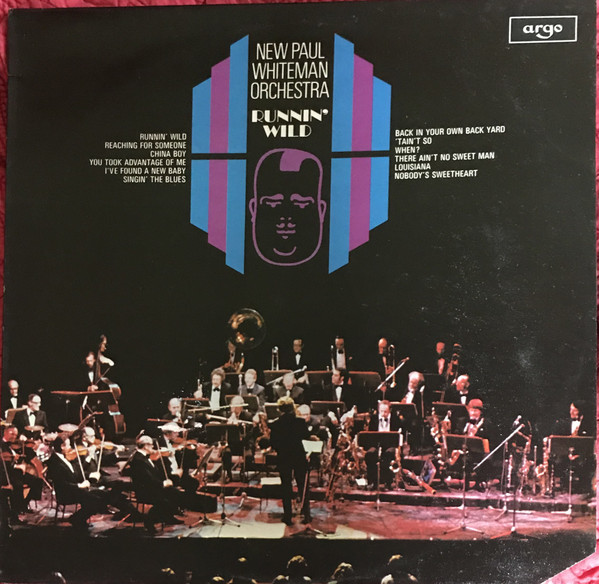 argo
NEW PAUL
WHITEMAN
ORCHESTRA
RUNNIN'
WILD
RUNNIN' WILD
REACHING FOR SOMEONE
CHINA BOY
YOU TOOK ADVANTAGE OF ME
I'VE FOUND A NEW BABY
SINGIN' THE BLUES
BACK IN YOUR OWN BACK YARD
'TAIN'T SO
WHEN?
THERE AIN'T NO SWEET MAN
LOUISIANA
NOBODY'S SWEETHEART